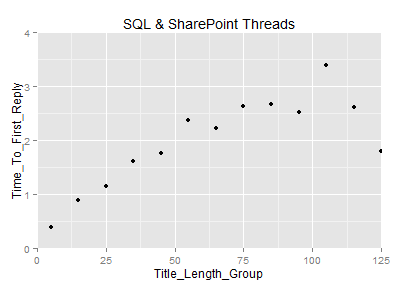 SQL & SharePoint Threads
Time_To_First_Reply
4
3
2
1
0
0 25 50 75 100 125
Title_Length_Group